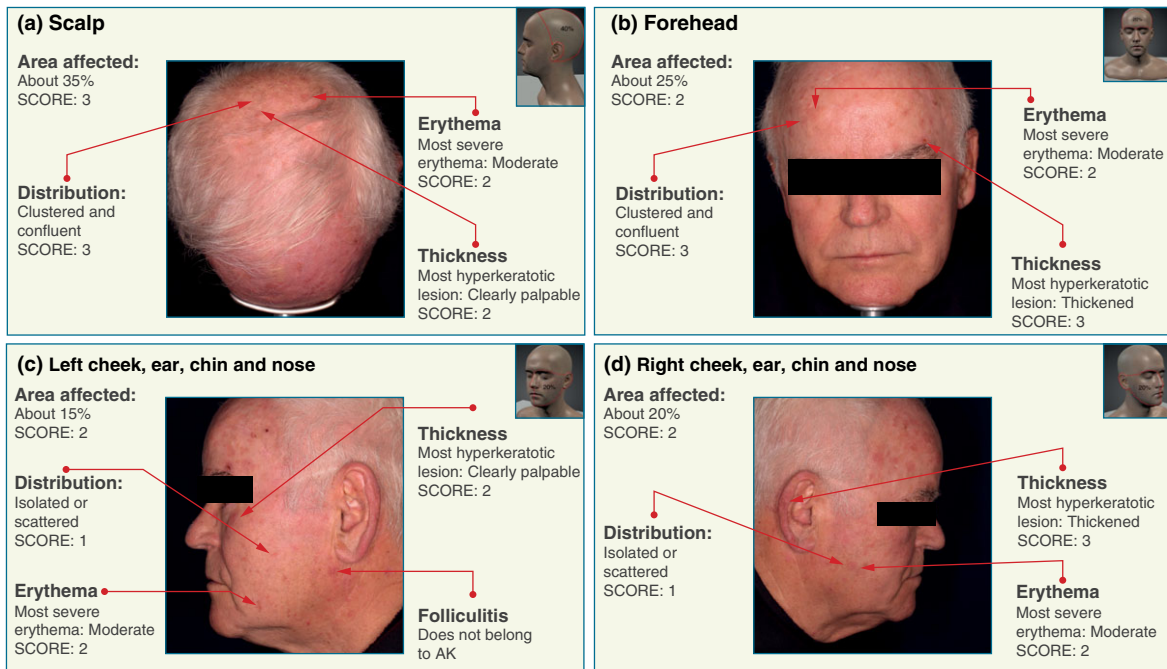 (a) Scalp
Area affected:
About 35%
SCORE: 3
40%
Erythema
Most severe
erythema: Moderate
SCORE: 2
Distribution:
Clustered and
confluent
SCORE: 3
Thickness
Most hyperkeratotic
lesion: Clearly palpable
SCORE: 2
(b) Forehead
Area affected:
About 25%
SCORE: 2
Erythema
Most severe
erythema: Moderate
SCORE: 2
Distribution:
Clustered and
confluent
SCORE: 3
Thickness
Most hyperkeratotic
lesion: Thickened
SCORE: 3
(c) Left cheek, ear, chin and nose
Area affected:
About 15%
SCORE: 2
20%
Thickness
Most hyperkeratotic
lesion: Clearly palpable
SCORE: 2
Distribution:
Isolated or
scattered
SCORE: 1
Erythema
Most severe
erythema: Moderate
SCORE: 2
Folliculitis
Does not belong
to AK
(d) Right cheek, ear, chin and nose
Area affected:
About 20%
SCORE: 2
20%
Thickness
Most hyperkeratotic
lesion: Thickened
SCORE: 3
Distribution:
Isolated or
scattered
SCORE: 1
Erythema
Most severe
erythema: Moderate
SCORE: 2